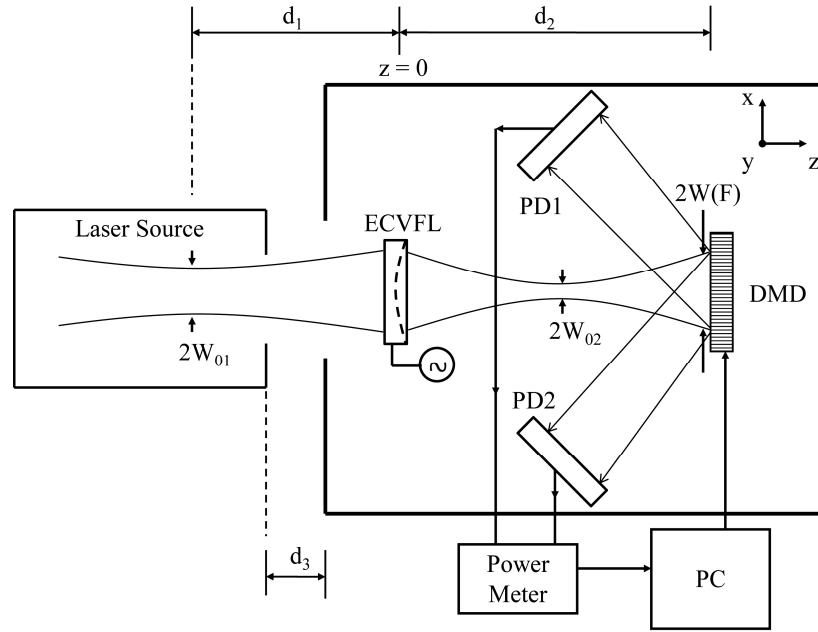 d₁
d₂
z = 0
x
y
z
PD1
2W(F)
Laser Source
ECVFL
DMD
2W₀₁
2W₀₂
PD2
d₃
Power
Meter
PC